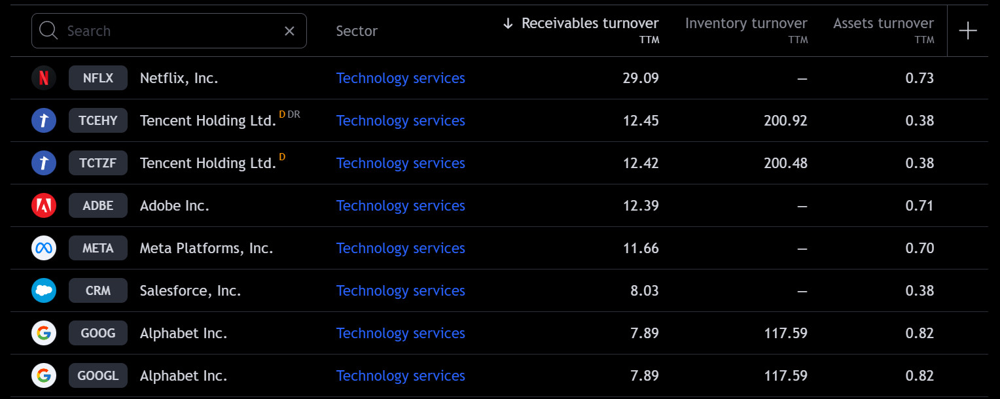 Search Sector ↓ Receivables turnover Inventory turnover Assets turnover
TTM TTM TTM
NFLX Netflix, Inc. Technology services 29.09 — 0.73
TCEHY Tencent Holding Ltd. D DR Technology services 12.45 200.92 0.38
TCTZF Tencent Holding Ltd. D Technology services 12.42 200.48 0.38
ADBE Adobe Inc. Technology services 12.39 — 0.71
META Meta Platforms, Inc. Technology services 11.66 — 0.70
CRM Salesforce, Inc. Technology services 8.03 — 0.38
GOOG Alphabet Inc. Technology services 7.89 117.59 0.82
GOOGL Alphabet Inc. Technology services 7.89 117.59 0.82